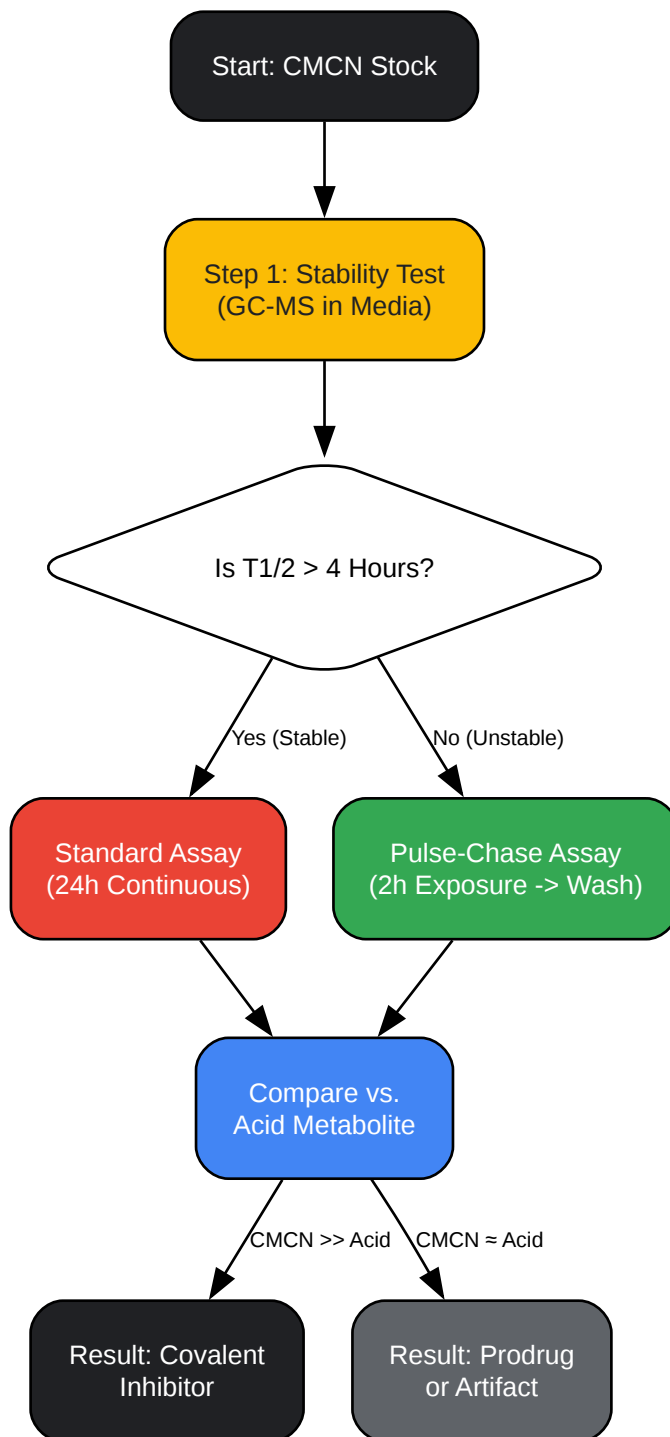 Start: CMCN Stock
Step 1: Stability Test
(GC-MS in Media)
Is T1/2 > 4 Hours?
Yes (Stable)
No (Unstable)
Standard Assay
(24h Continuous)
Pulse-Chase Assay
(2h Exposure -> Wash)
Compare vs.
Acid Metabolite
CMCN >> Acid
CMCN ≈ Acid
Result: Covalent
Inhibitor
Result: Prodrug
or Artifact